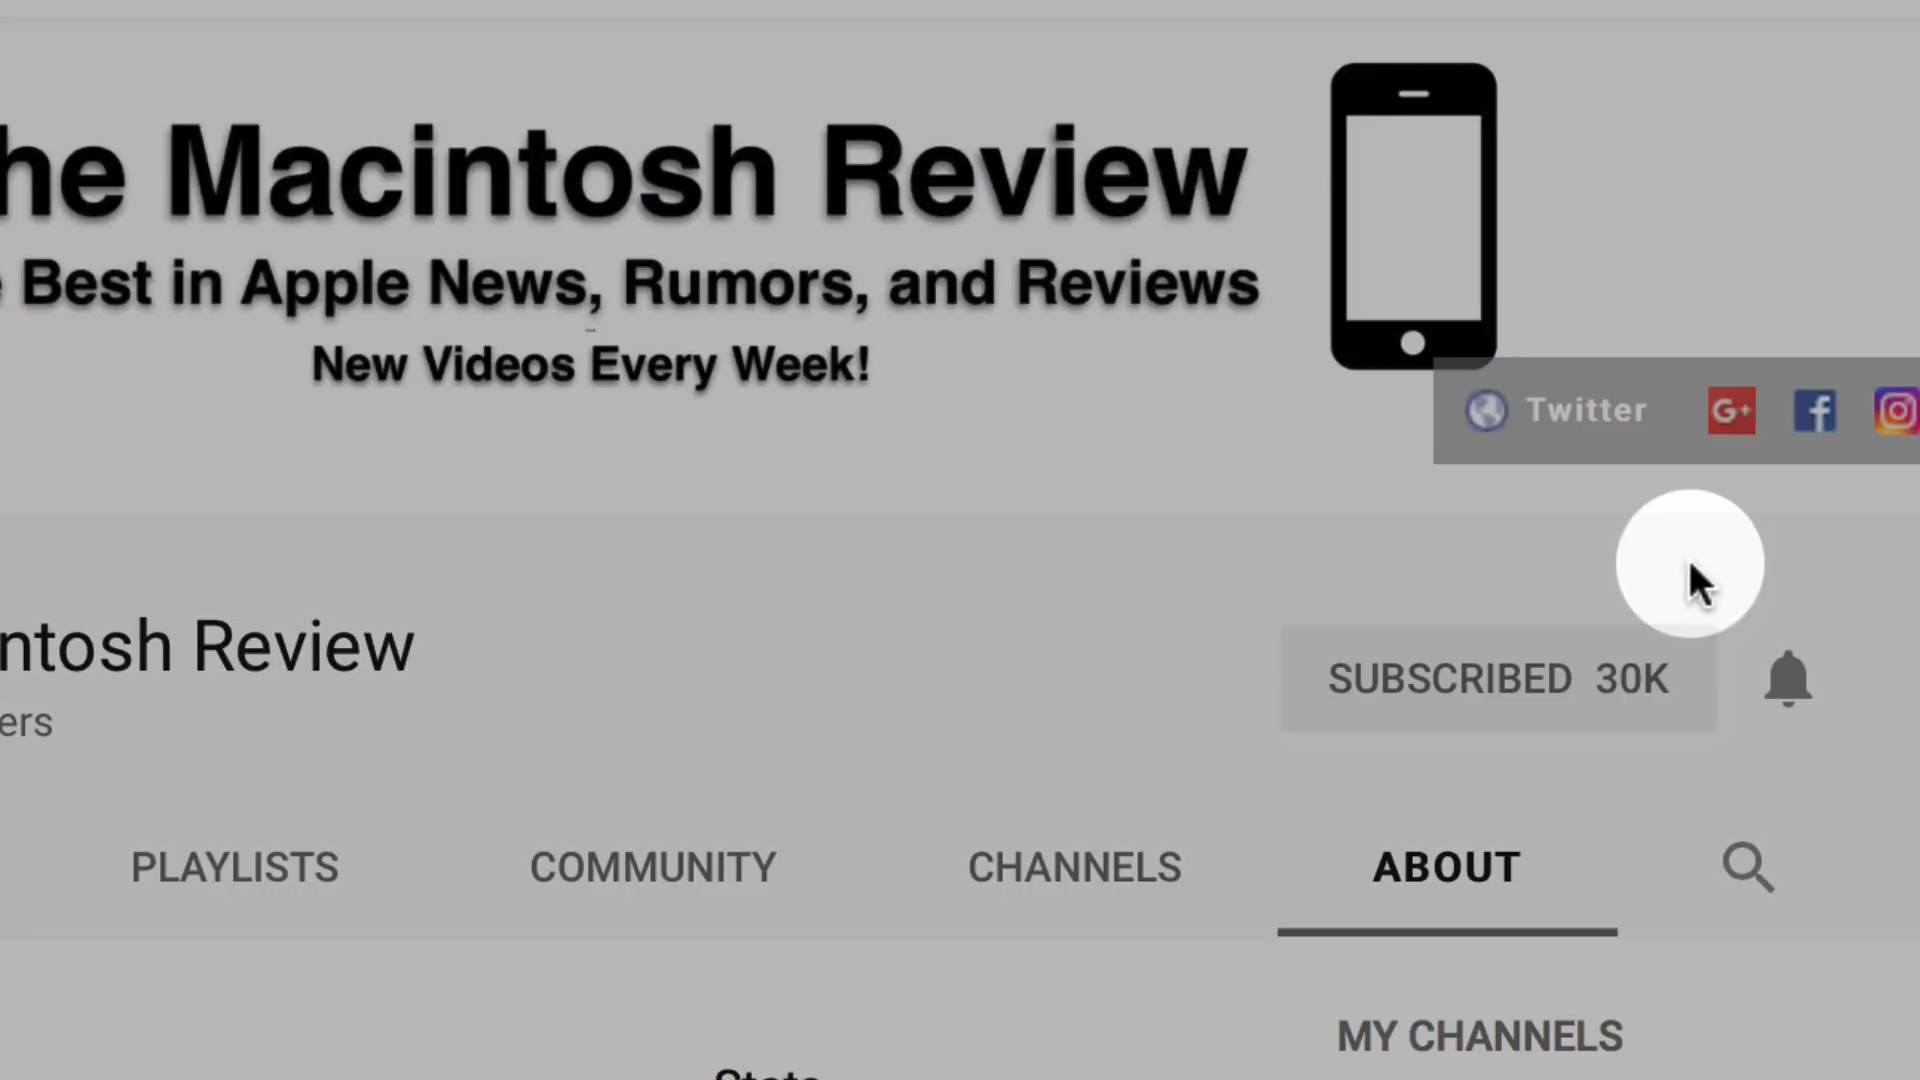 he Macintosh Review
Best in Apple News, Rumors, and Reviews
New Videos Every Week!
Twitter
G+
ntosh Review
SUBSCRIBED 30K
ers
PLAYLISTS
COMMUNITY
CHANNELS
ABOUT
MY CHANNELS